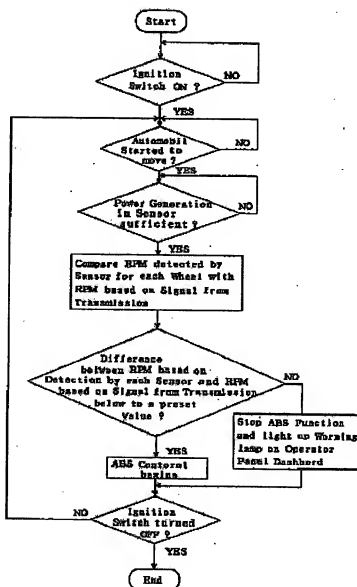 Start
Ignition
Switch ON ?
NO
YES
Automobil
Started to
move ?
NO
YES
Power Generation
in Sensor
sufficient ?
NO
YES
Compare RPM detected by
Sensor for each Wheel with
RPM based on Signal from
Transmission
Difference
between RPM based on
Detection by each Sensor and RPM
based on Signal from Transmission
below to a preset
Value ?
NO
YES
Stop ABS Function
and light on Warning
lamp on Operator
Panel Dashbord
ABS Contorol
begins
Ignition
Switch turned
OFF ?
NO
YES
End